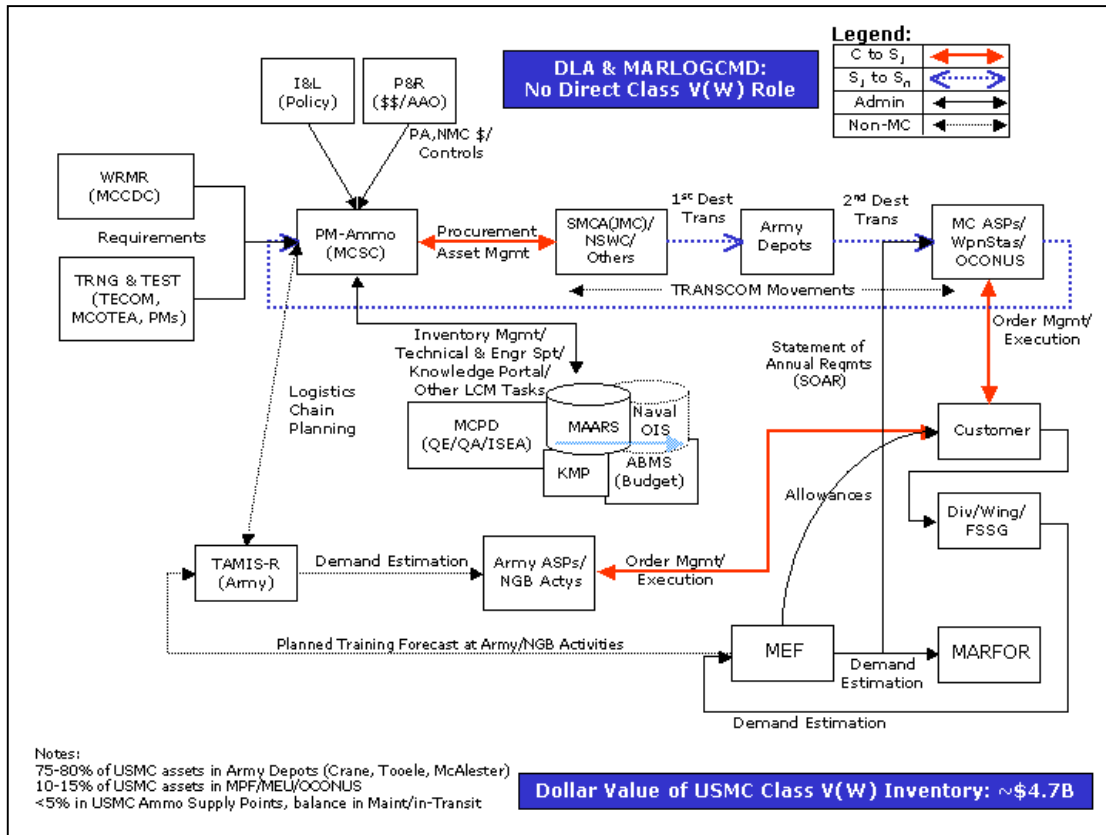 Legend:
C to S₁
S₁ to Sₙ
Admin
Non-MC
DLA & MARLOGCMD:
No Direct Class V(W) Role
I&L
(Policy)
P&R
($$/AAO)
PA,NMC $/
Controls
WRMR
(MCCDC)
Requirements
TRNG & TEST
(TECOM,
MCOTEA, PMs)
PM-Ammo
(MCSC)
Procurement
Asset Mgmt
SMCA(JMC)/
NSWC/
Others
1st Dest
Trans
Army
Depots
2nd Dest
Trans
MC ASPs/
WpnStas/
OCONUS
TRANSCOM Movements
Order Mgmt/
Execution
Inventory Mgmt/
Technical & Engr Spt/
Knowledge Portal/
Other LCM Tasks
Statement of
Annual Reqmts
(SOAR)
Logistics
Chain
Planning
MCPD
(QE/QA/ISEA)
MAARS
Naval
OIS
KMP
ABMS
(Budget)
Customer
Allowances
Div/Wing/
FSSG
TAMIS-R
(Army)
Demand Estimation
Army ASPs/
NGB Actys
Order Mgmt/
Execution
Planned Training Forecast at Army/NGB Activities
MEF
Demand
Estimation
MARFOR
Demand Estimation
Notes:
75-80% of USMC assets in Army Depots (Crane, Tooele, McAlester)
10-15% of USMC assets in MPF/MEU/OCONUS
<5% in USMC Ammo Supply Points, balance in Maint/in-Transit
Dollar Value of USMC Class V(W) Inventory: ~$4.7B